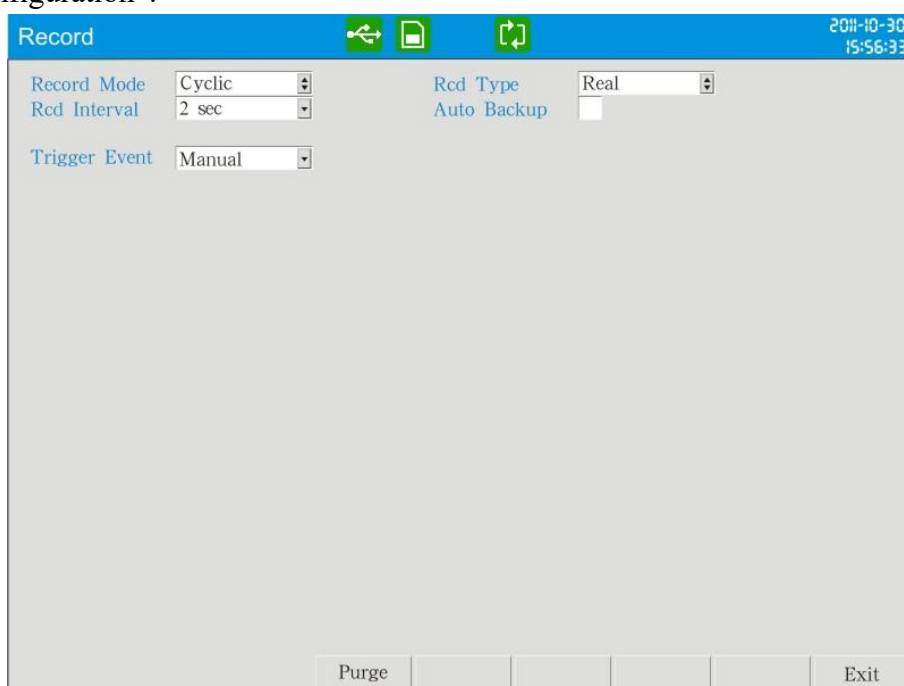 nfiguration".
Record 2011-10-30
15:56:33
Record Mode Cyclic Rcd Type Real
Rcd Interval 2 sec Auto Backup
Trigger Event Manual
Purge Exit